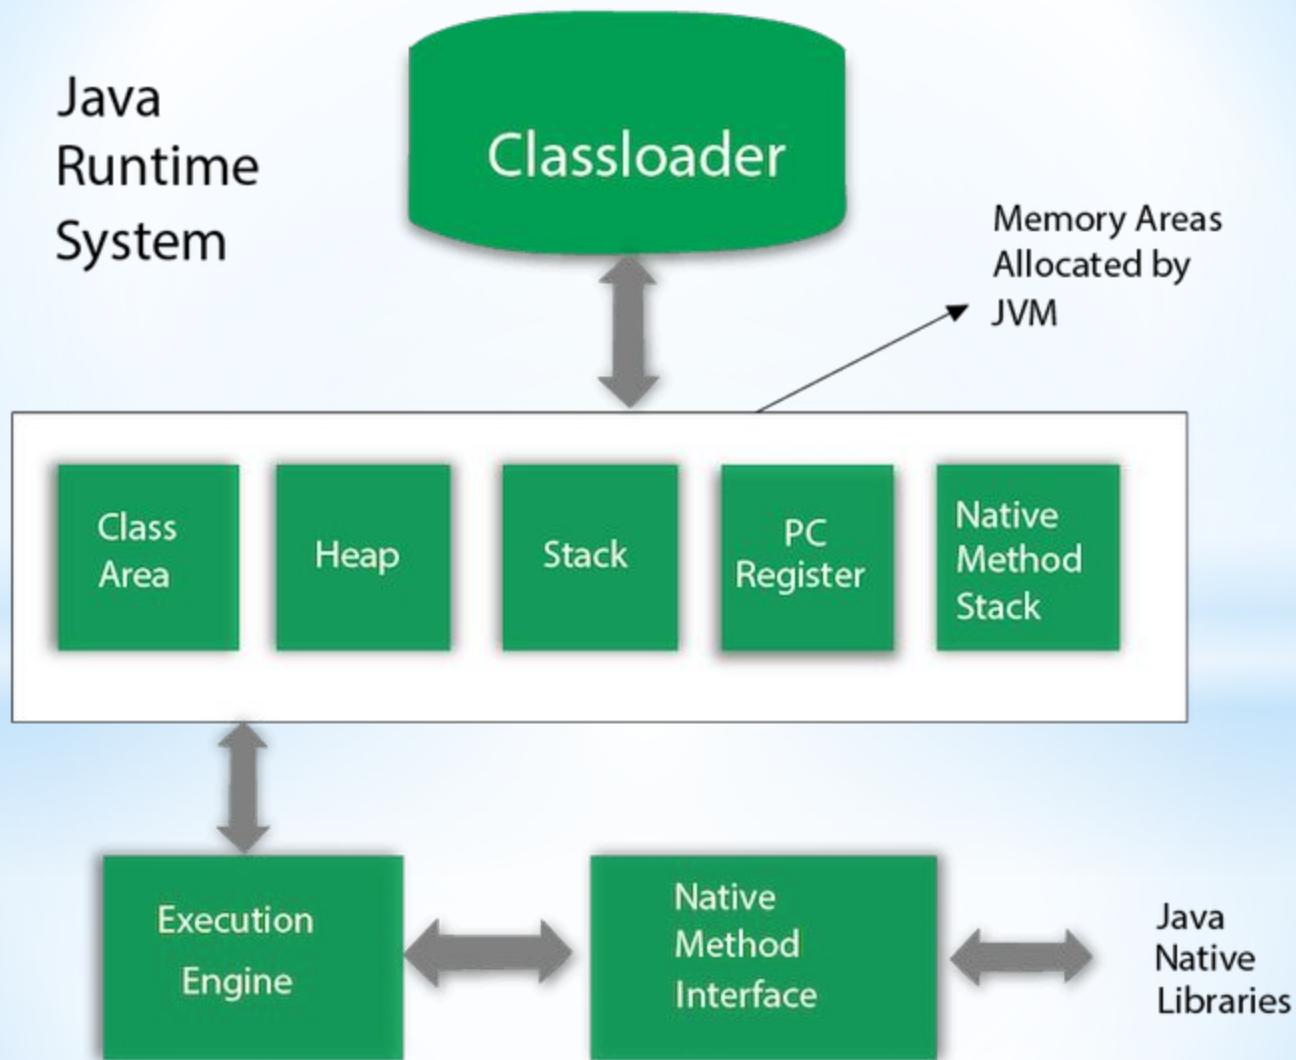 Java
Runtime
System
Classloader
Memory Areas
Allocated by
JVM
Class
Area
Heap
Stack
PC
Register
Native
Method
Stack
Execution
Engine
Native
Method
Interface
Java
Native
Libraries